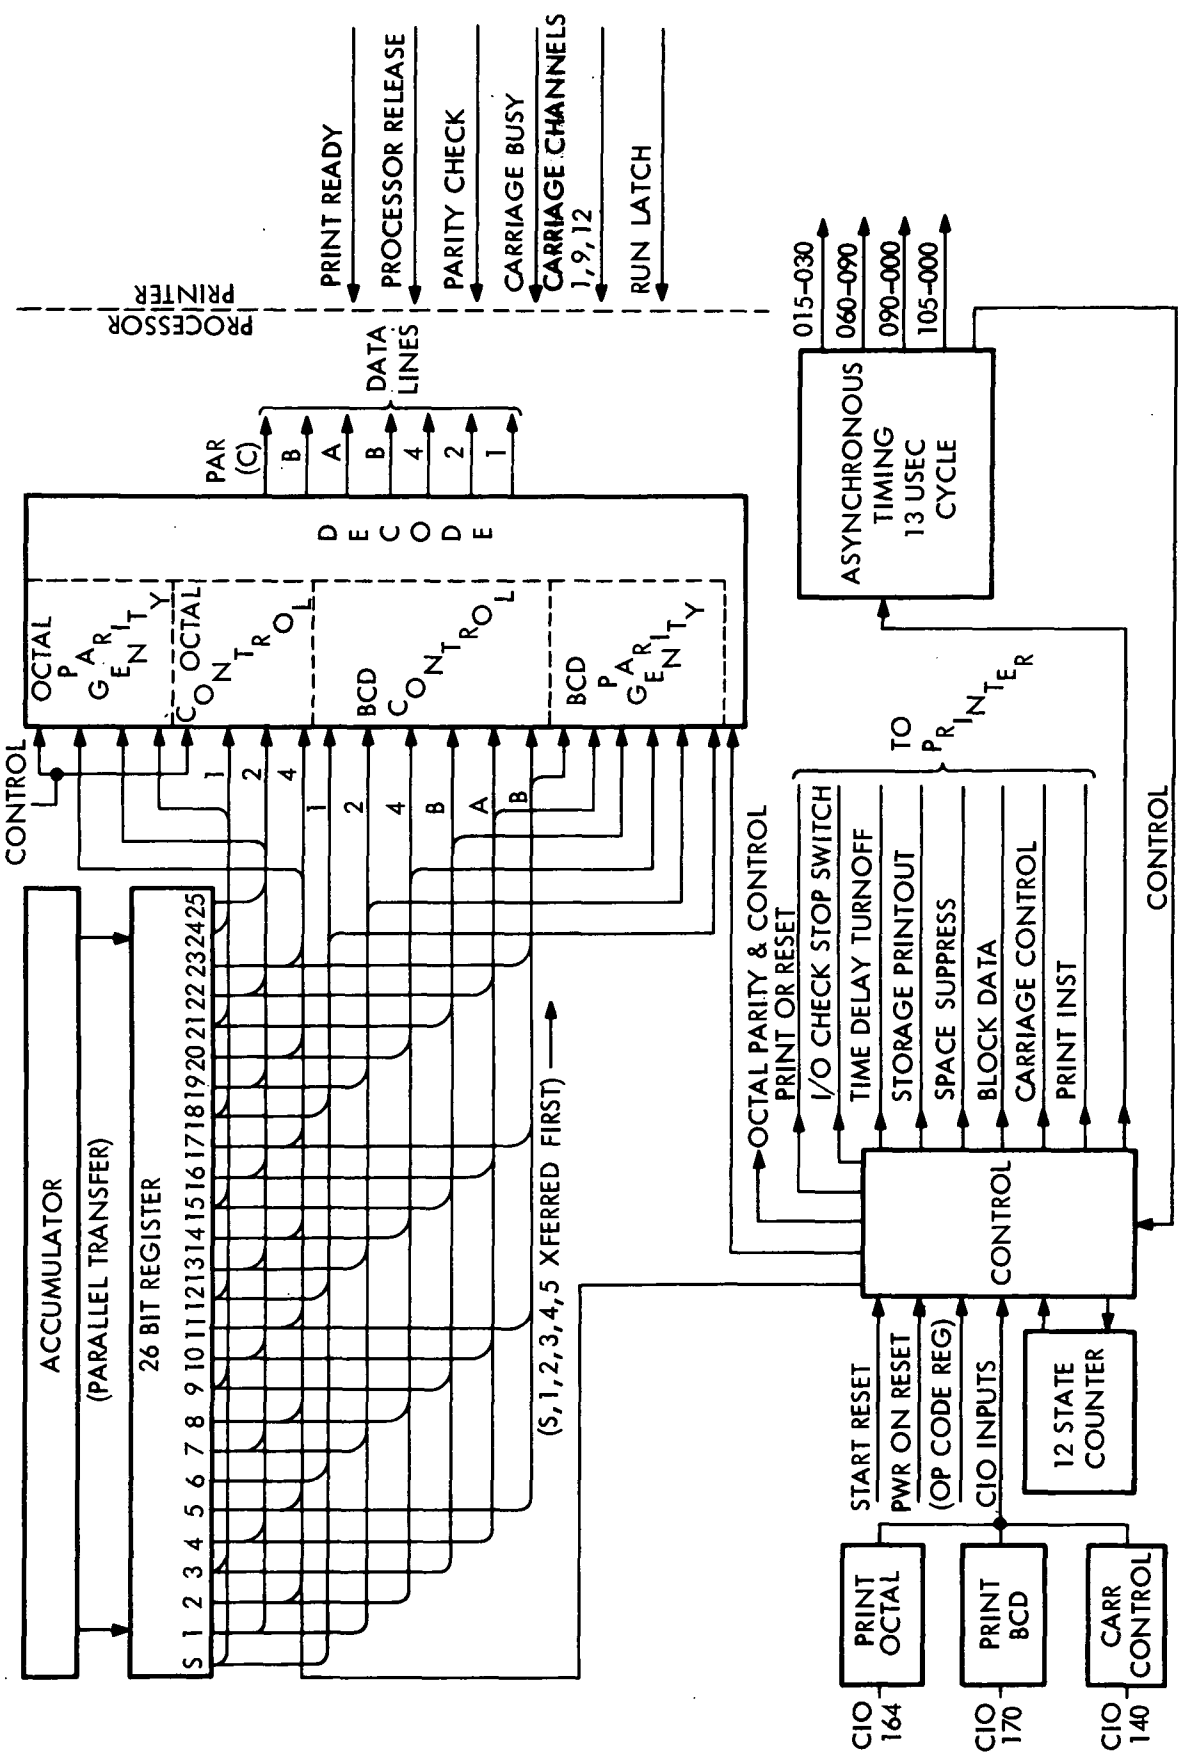 ACCUMULATOR
(PARALLEL TRANSFER)
26 BIT REGISTER
S 1 2 3 4 5 6 7 8 9 10 11 12 13 14 15 16 17 18 19 20 21 22 23 24 25
(S, 1, 2, 3, 4, 5 XFERRED FIRST)
CONTROL
1
2
4
1
2
4
B
A
B
OCTAL
PARITY
GEN
OCTAL
CONTROL
BCD
CONTROL
BCD
PARITY
GEN
DECODE
PAR
(C)
B
A
B
4
2
1
DATA
LINES
PROCESSOR
PRINTER
PRINT READY
PROCESSOR RELEASE
PARITY CHECK
CARRIAGE BUSY
CARRIAGE CHANNELS
1, 9, 12
RUN LATCH
CIO
164
PRINT
OCTAL
CIO
170
PRINT
BCD
CIO
140
CARR
CONTROL
START RESET
PWR ON RESET
(OP CODE REG)
CIO INPUTS
12 STATE
COUNTER
CONTROL
OCTAL PARITY & CONTROL
PRINT OR RESET
I/O CHECK STOP SWITCH
TIME DELAY TURNOFF
STORAGE PRINTOUT
SPACE SUPPRESS
BLOCK DATA
CARRIAGE CONTROL
PRINT INST
TO
PRINTER
CONTROL
ASYNCHRONOUS
TIMING
13 USEC
CYCLE
015-030
060-090
090-000
105-000